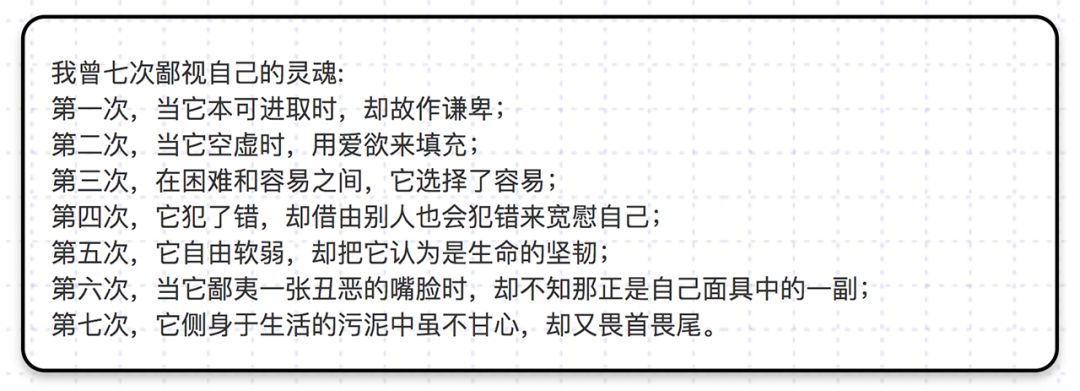 我曾七次鄙视自己的灵魂:
第一次，当它本可进取时，却故作谦卑；
第二次，当它空虚时，用爱欲来填充；
第三次，在困难和容易之间，它选择了容易；
第四次，它犯了错，却借由别人也会犯错来宽慰自己；
第五次，它自由软弱，却把它认为是生命的坚韧；
第六次，当它鄙夷一张丑恶的嘴脸时，却不知那正是自己面具中的一副；
第七次，它侧身于生活的污泥中虽不甘心，却又畏首畏尾。